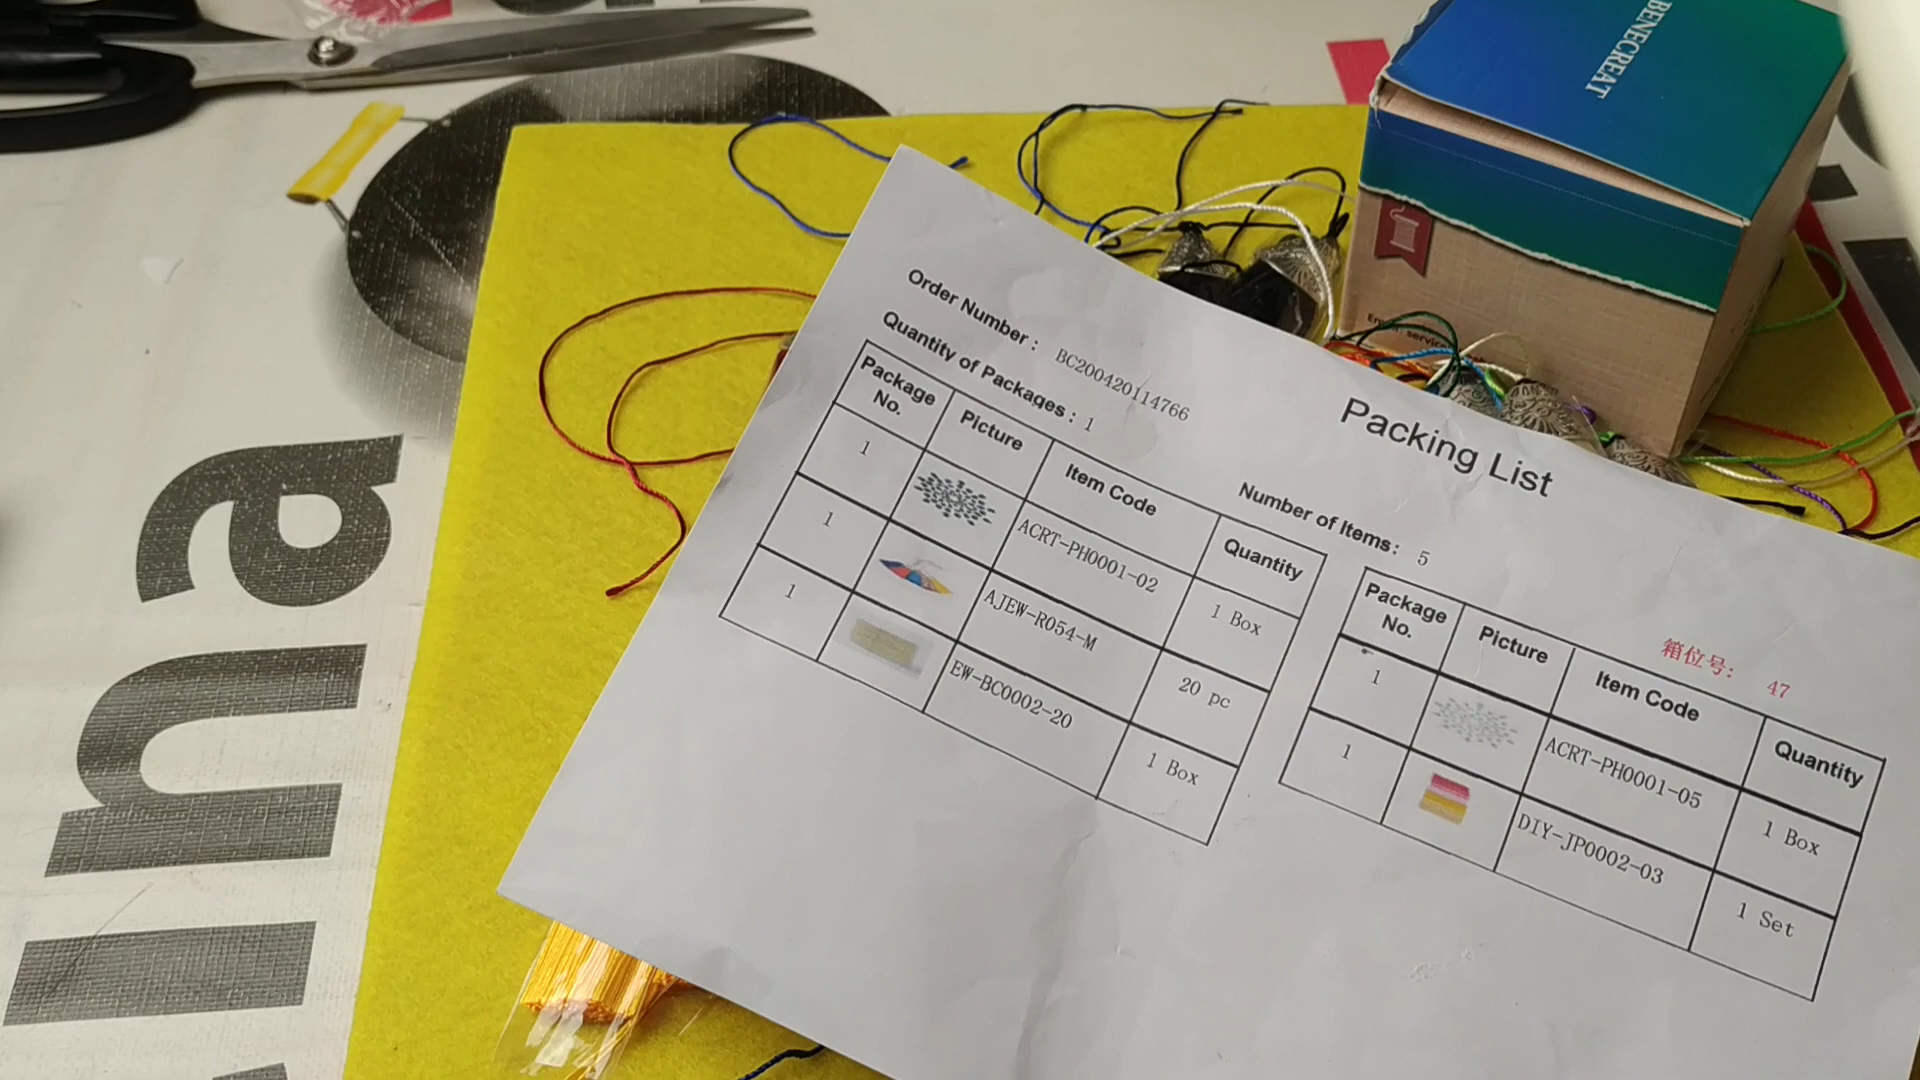 BENECREAT
Packing List
Order Number : BC200420114766
Quantity of Packages : 1
Number of Items : 5
箱位号: 47
Package No. Picture Item Code Quantity
1 ACRT-PH0001-02 1 Box
1 AJEW-R054-M 20 pc
1 EW-BC0002-20 1 Box
Package No. Picture Item Code Quantity
1 ACRT-PH0001-05 1 Box
1 DIY-JP0002-03 1 Set
una